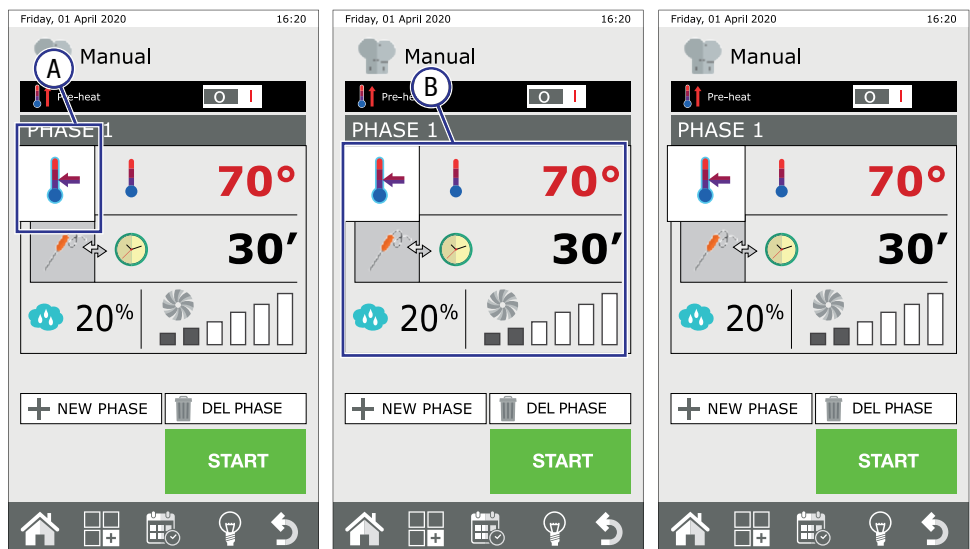 Friday, 01 April 2020 16:20
Manual
A
Pre-heat
O I
PHASE 1
70°
30′
20%
NEW PHASE
DEL PHASE
START
Friday, 01 April 2020 16:20
Manual
B
Pre-he
O I
PHASE 1
70°
30′
20%
NEW PHASE
DEL PHASE
START
Friday, 01 April 2020 16:20
Manual
Pre-heat
O I
PHASE 1
70°
30′
20%
NEW PHASE
DEL PHASE
START